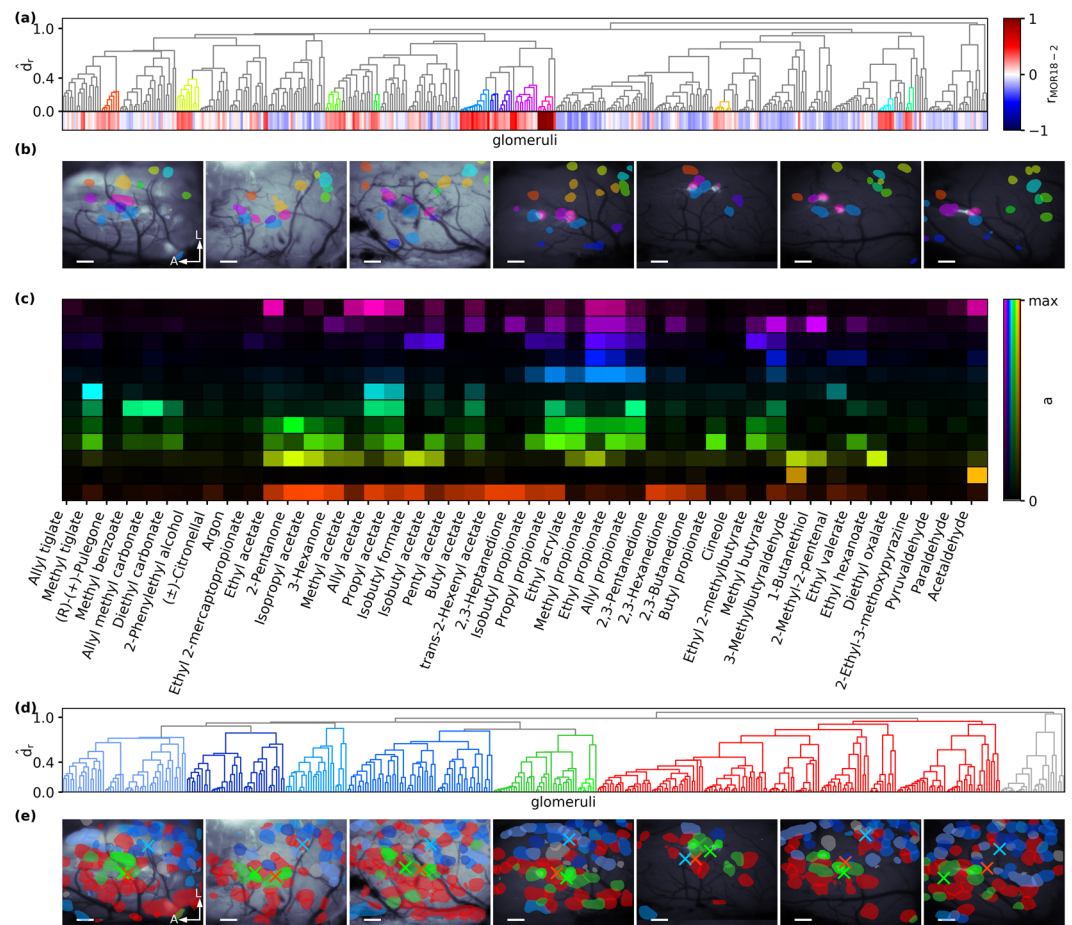 (a)
1.0
0.4
0.0
d̂r
glomeruli
1
0
−1
rMOR18−2
(b)
L
A
(c)
max
a
0
Allyl tiglate
Methyl tiglate
(R)-(+)-Pulegone
Methyl benzoate
Allyl methyl carbonate
Diethyl carbonate
2-Phenylethyl alcohol
(±)-Citronellal
Argon
Ethyl 2-mercaptopropionate
Ethyl acetate
2-Pentanone
Isopropyl acetate
3-Hexanone
Methyl acetate
Allyl acetate
Propyl acetate
Isobutyl formate
Isobutyl acetate
Pentyl acetate
Butyl acetate
trans-2-Hexenyl acetate
2,3-Heptanedione
Isobutyl propionate
Propyl propionate
Ethyl acrylate
Methyl propionate
Ethyl propionate
Allyl propionate
2,3-Pentanedione
2,3-Hexanedione
2,3-Butanedione
Butyl propionate
Cineole
Ethyl 2-methylbutyrate
Methyl butyrate
3-Methylbutyraldehyde
1-Butanethiol
2-Methyl-2-pentenal
Ethyl valerate
Ethyl hexanoate
Diethyl oxalate
2-Ethyl-3-methoxypyrazine
Pyruvaldehyde
Paraldehyde
Acetaldehyde
(d)
1.0
0.4
0.0
d̂r
glomeruli
(e)
L
A